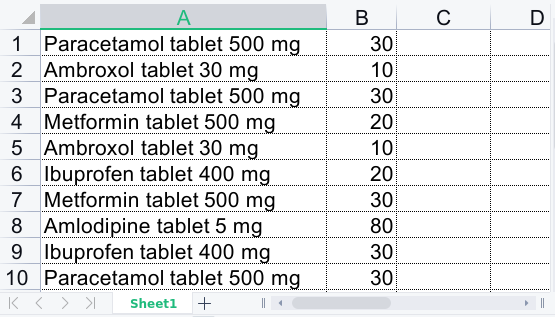 A B C D
1 Paracetamol tablet 500 mg 30
2 Ambroxol tablet 30 mg 10
3 Paracetamol tablet 500 mg 30
4 Metformin tablet 500 mg 20
5 Ambroxol tablet 30 mg 10
6 Ibuprofen tablet 400 mg 20
7 Metformin tablet 500 mg 30
8 Amlodipine tablet 5 mg 80
9 Ibuprofen tablet 400 mg 30
10 Paracetamol tablet 500 mg 30
Sheet1